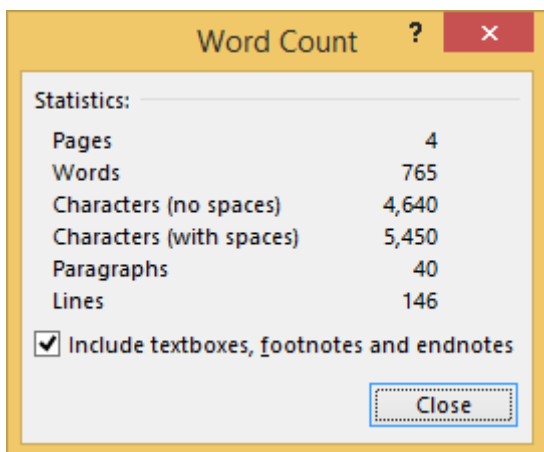 Word Count
? ×
Statistics:
Pages 4
Words 765
Characters (no spaces) 4,640
Characters (with spaces) 5,450
Paragraphs 40
Lines 146
Include textboxes, footnotes and endnotes
Close